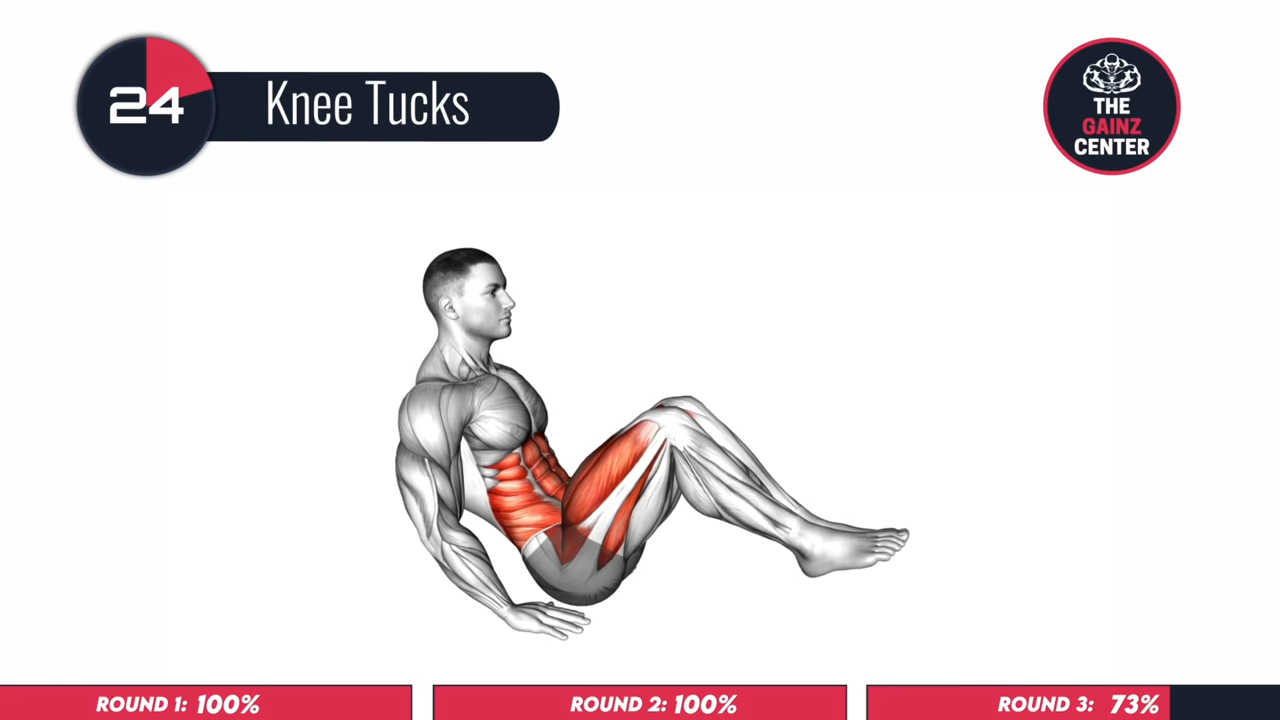 24
Knee Tucks
THE
GAINZ
CENTER
ROUND 1: 100%
ROUND 2: 100%
ROUND 3: 73%